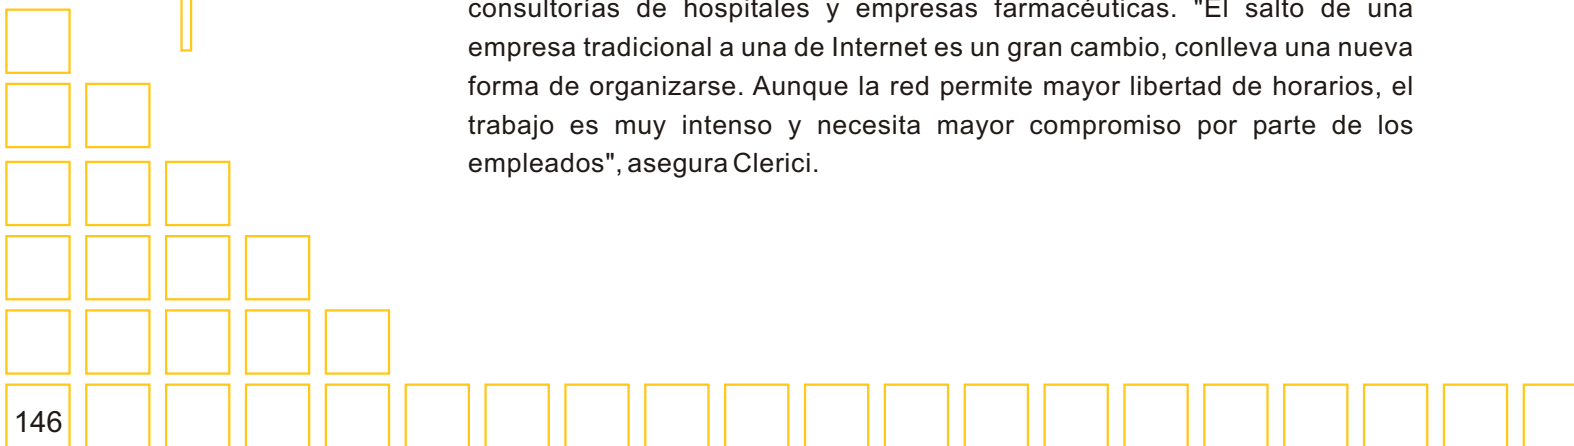 consultorías de hospitales y empresas farmacéuticas. "El salto de una
empresa tradicional a una de Internet es un gran cambio, conlleva una nueva
forma de organizarse. Aunque la red permite mayor libertad de horarios, el
trabajo es muy intenso y necesita mayor compromiso por parte de los
empleados", asegura Clerici.
146